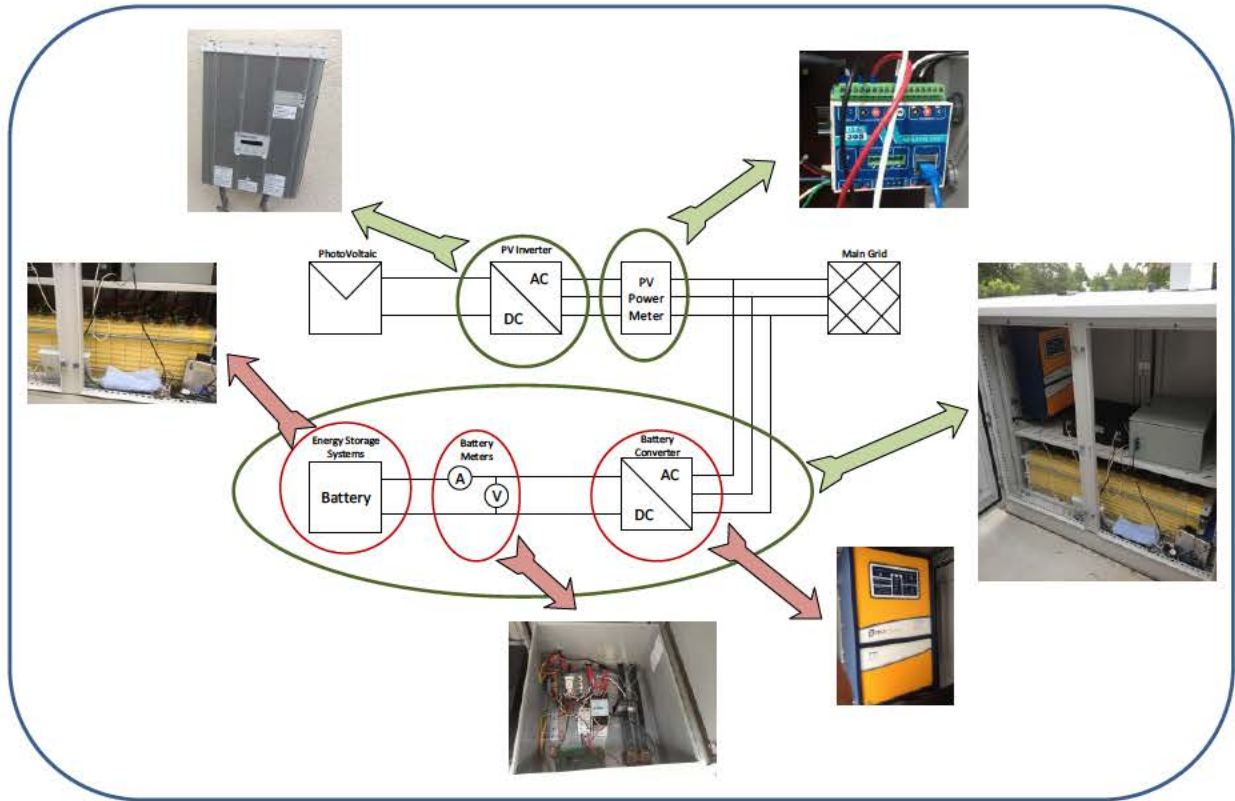 PhotoVoltaic
PV Inverter
AC
DC
PV
Power
Meter
Main Grid
Energy Storage
Systems
Battery
Battery
Meters
A
V
Battery
Converter
AC
DC